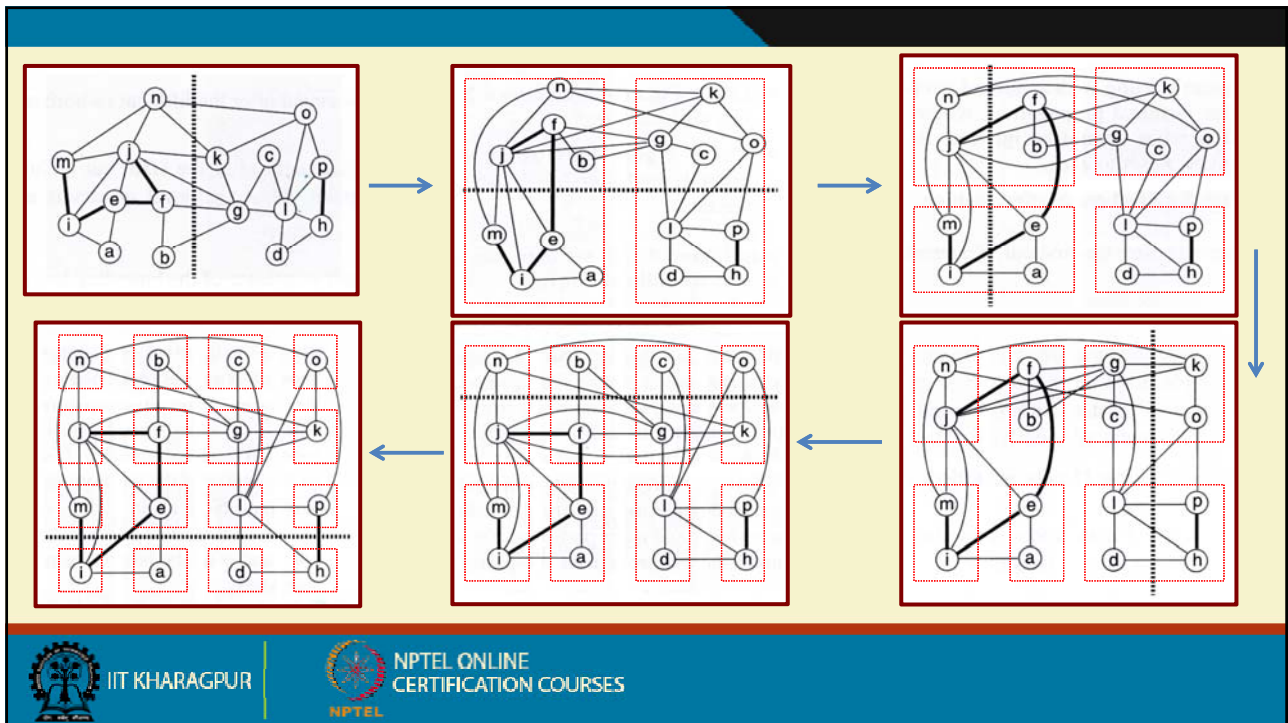 n
o
j
m
k
c
p
e
f
i
g
l
h
a
b
d
n
k
f
o
j
g
c
b
m
e
l
p
i
a
d
h
n
f
k
j
b
g
c
o
m
e
l
p
i
a
d
h
n b c o
j f g k
m e l p
i a d h
n b c o
j f g k
m e l p
i a d h
n f g k
j b c o
m e l p
i a d h
IIT KHARAGPUR
NPTEL
NPTEL ONLINE
CERTIFICATION COURSES